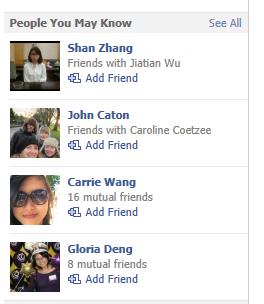 People You May Know See All
Shan Zhang
Friends with Jiatian Wu
Add Friend
John Caton
Friends with Caroline Coetzee
Add Friend
Carrie Wang
16 mutual friends
Add Friend
Gloria Deng
8 mutual friends
Add Friend